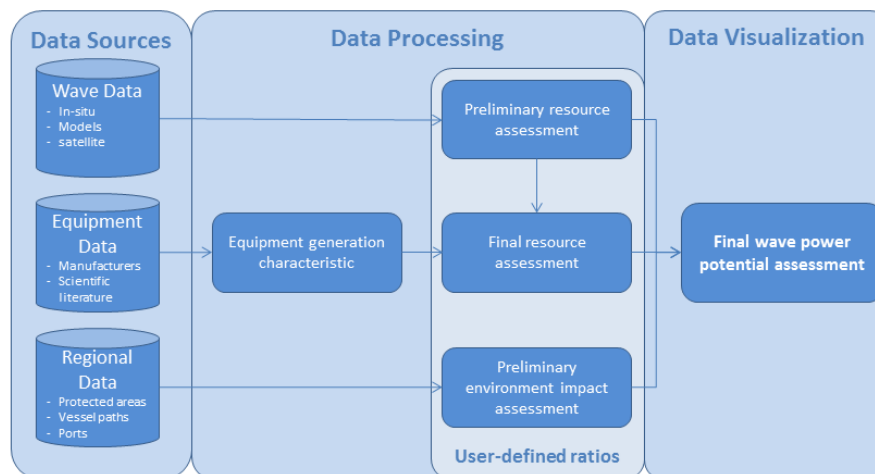 Data Sources
Data Processing
Data Visualization
Wave Data
- In-situ
- Models
- satellite
Preliminary resource
assessment
Equipment
Data
- Manufacturers
- Scientific
literature
Equipment generation
characteristic
Final resource
assessment
Final wave power
potential assessment
Regional
Data
- Protected areas
- Vessel paths
- Ports
Preliminary
environment impact
assessment
User-defined ratios